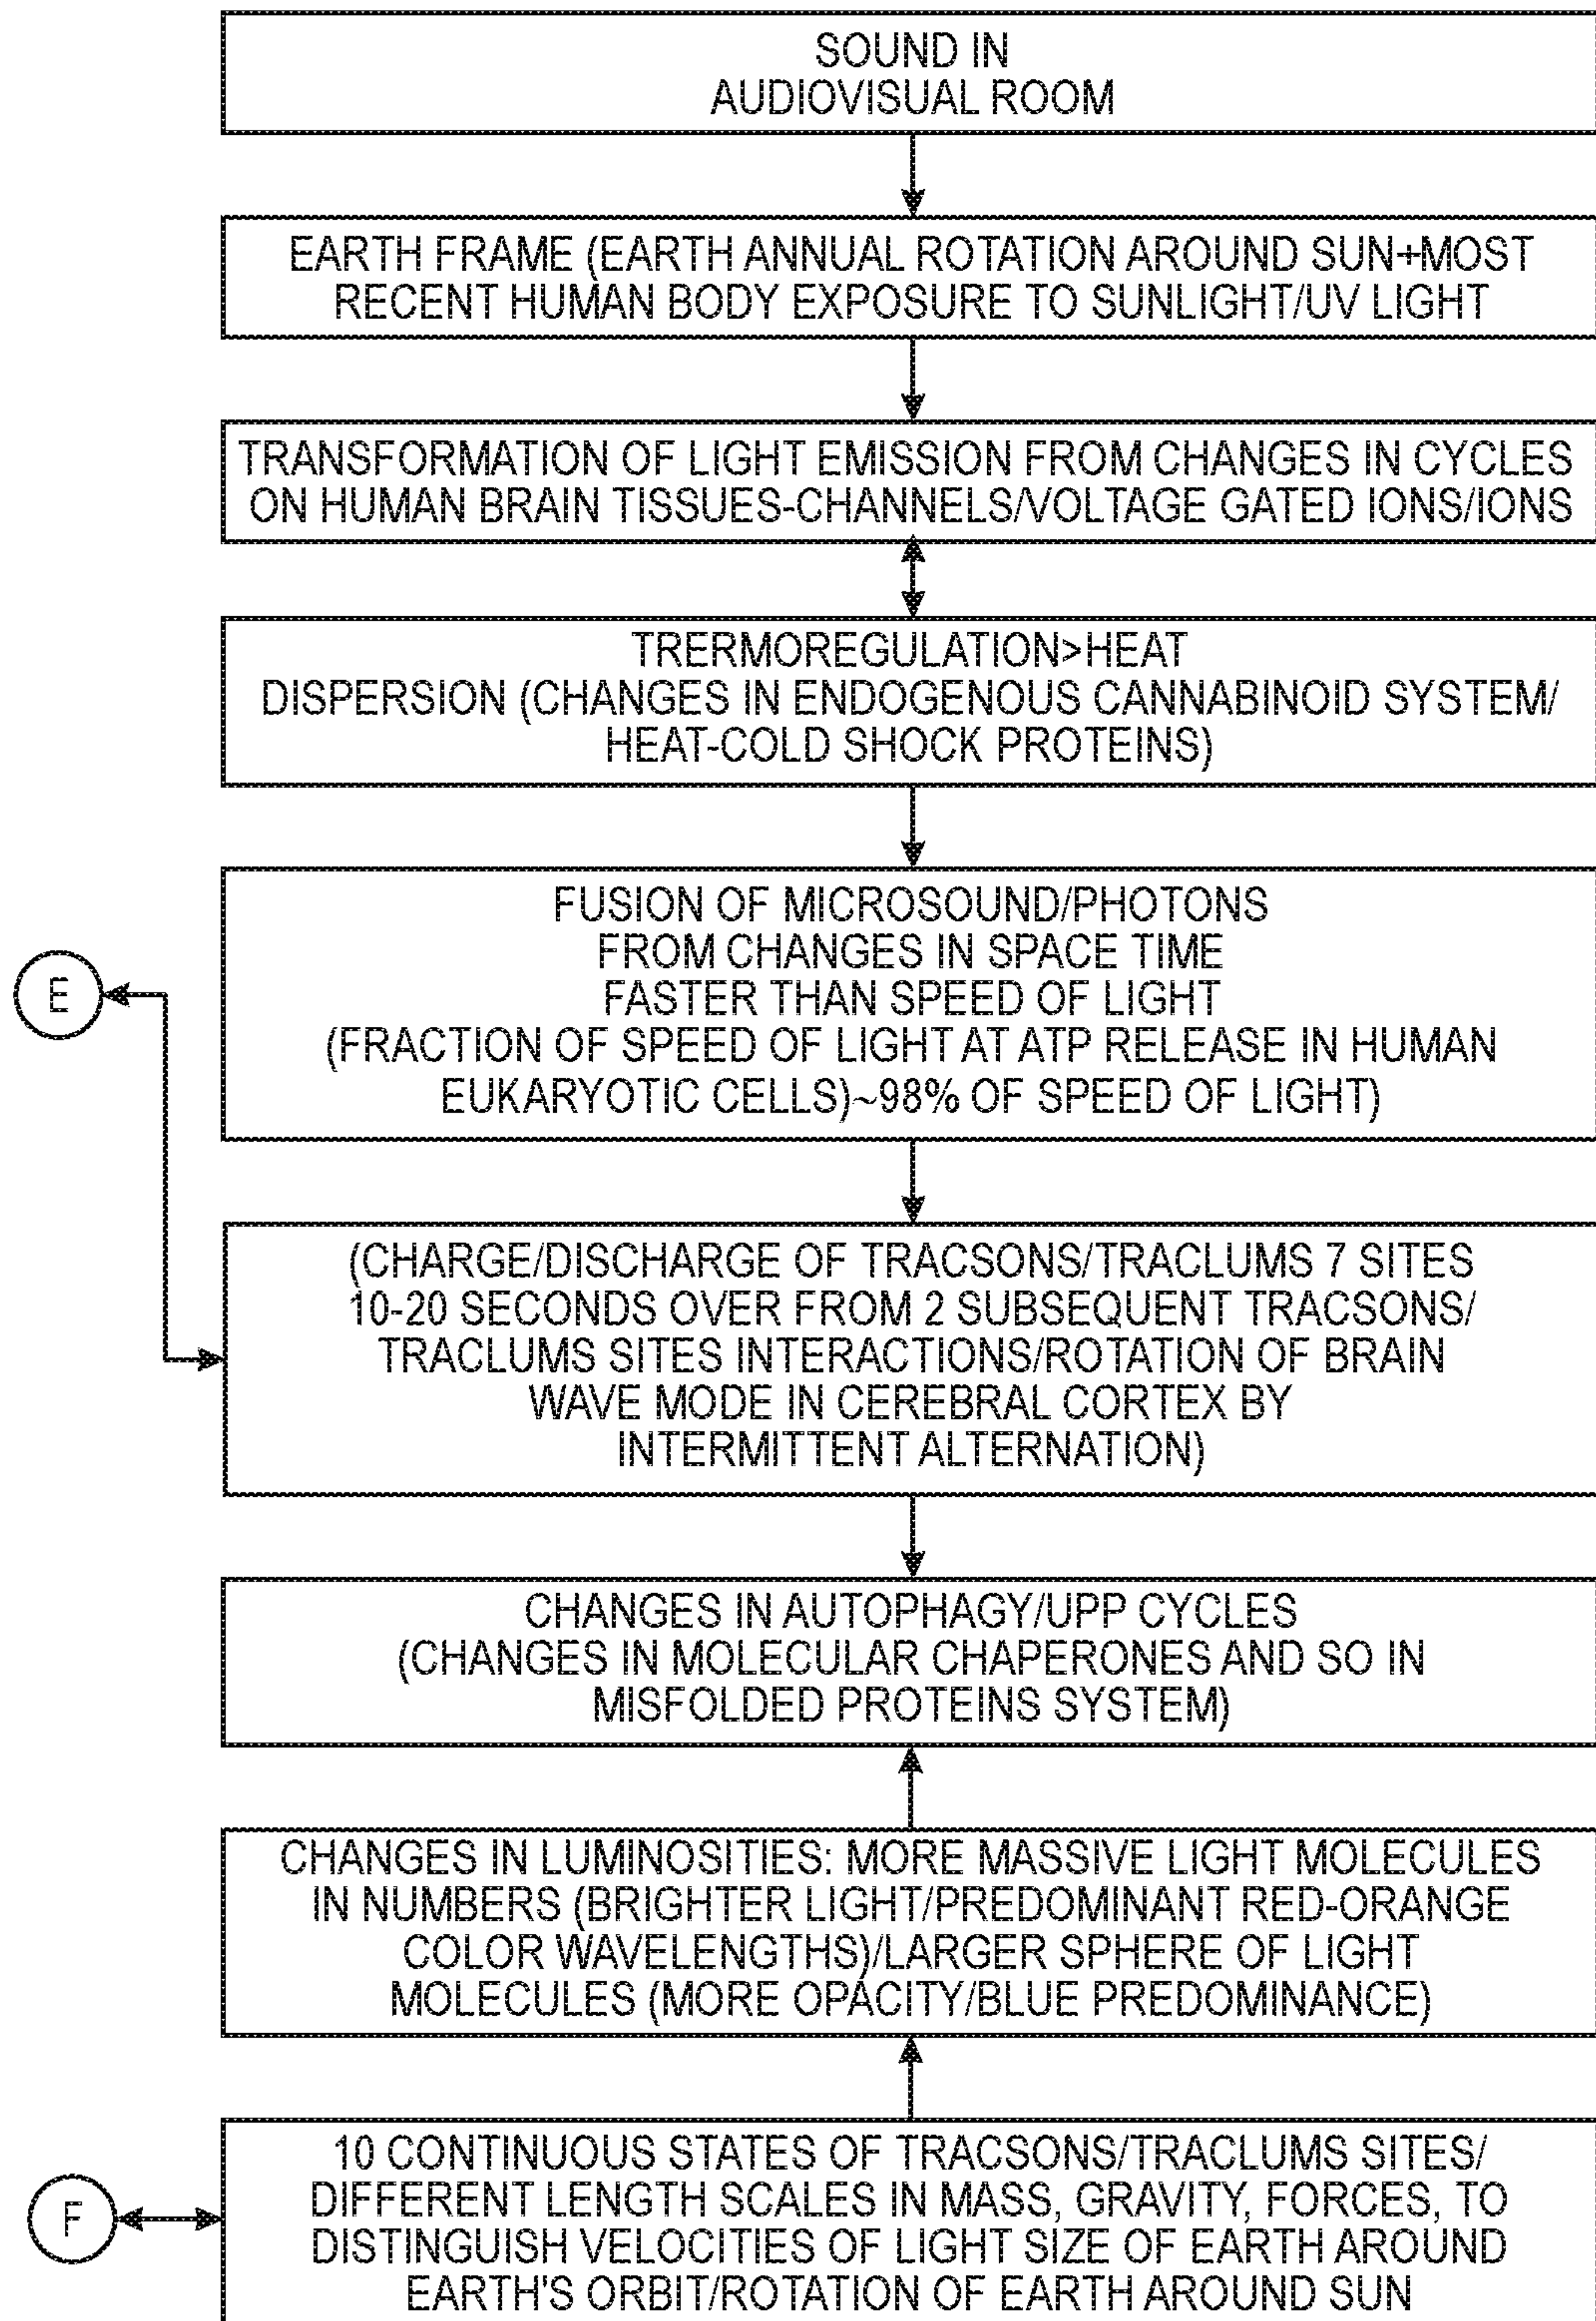 SOUND IN
AUDIOVISUAL ROOM
EARTH FRAME (EARTH ANNUAL ROTATION AROUND SUN+MOST
RECENT HUMAN BODY EXPOSURE TO SUNLIGHT/UV LIGHT
TRANSFORMATION OF LIGHT EMISSION FROM CHANGES IN CYCLES
ON HUMAN BRAIN TISSUES-CHANNELS/VOLTAGE GATED IONS/IONS
TRERMOREGULATION>HEAT
DISPERSION (CHANGES IN ENDOGENOUS CANNABINOID SYSTEM/
HEAT-COLD SHOCK PROTEINS)
FUSION OF MICROSOUND/PHOTONS
FROM CHANGES IN SPACE TIME
FASTER THAN SPEED OF LIGHT
(FRACTION OF SPEED OF LIGHT AT ATP RELEASE IN HUMAN
EUKARYOTIC CELLS)~98% OF SPEED OF LIGHT)
E
(CHARGE/DISCHARGE OF TRACSONS/TRACLUMS 7 SITES
10-20 SECONDS OVER FROM 2 SUBSEQUENT TRACSONS/
TRACLUMS SITES INTERACTIONS/ROTATION OF BRAIN
WAVE MODE IN CEREBRAL CORTEX BY
INTERMITTENT ALTERNATION)
CHANGES IN AUTOPHAGY/UPP CYCLES
(CHANGES IN MOLECULAR CHAPERONES AND SO IN
MISFOLDED PROTEINS SYSTEM)
CHANGES IN LUMINOSITIES: MORE MASSIVE LIGHT MOLECULES
IN NUMBERS (BRIGHTER LIGHT/PREDOMINANT RED-ORANGE
COLOR WAVELENGTHS)/LARGER SPHERE OF LIGHT
MOLECULES (MORE OPACITY/BLUE PREDOMINANCE)
F
10 CONTINUOUS STATES OF TRACSONS/TRACLUMS SITES/
DIFFERENT LENGTH SCALES IN MASS, GRAVITY, FORCES, TO
DISTINGUISH VELOCITIES OF LIGHT SIZE OF EARTH AROUND
EARTH'S ORBIT/ROTATION OF EARTH AROUND SUN